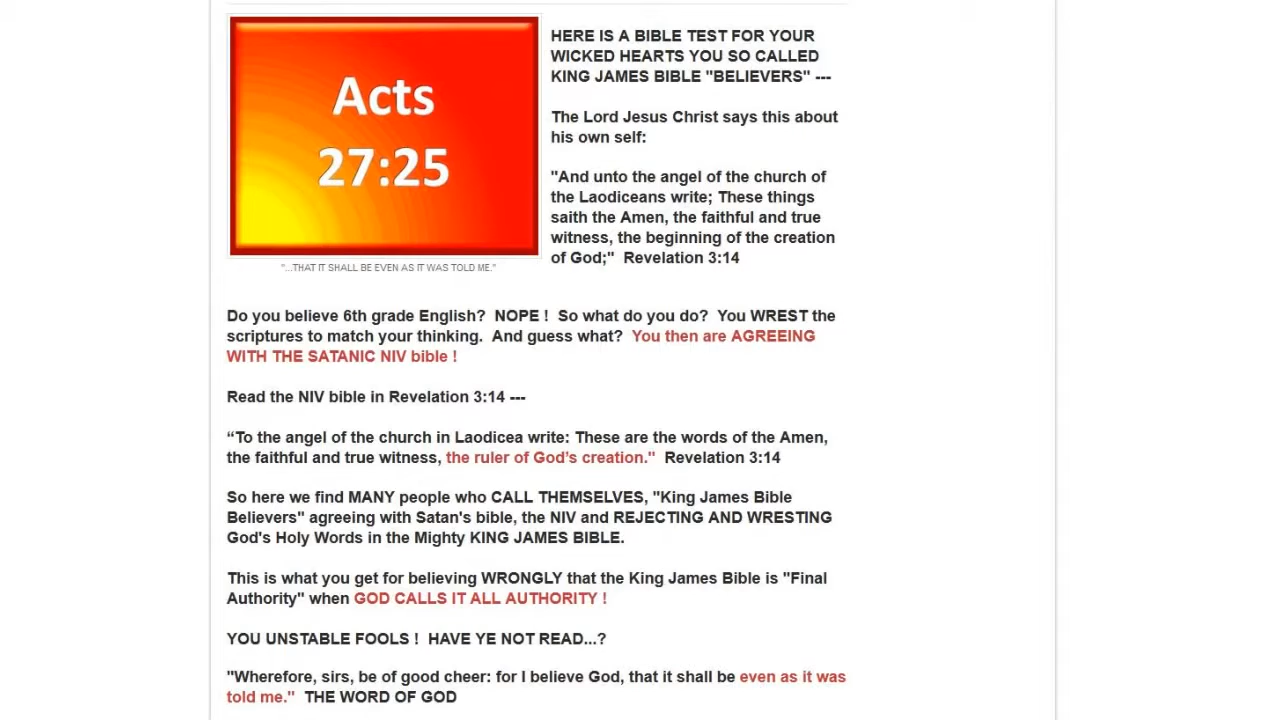 Acts
27:25
"...THAT IT SHALL BE EVEN AS IT WAS TOLD ME."
HERE IS A BIBLE TEST FOR YOUR
WICKED HEARTS YOU SO CALLED
KING JAMES BIBLE "BELIEVERS" ---
The Lord Jesus Christ says this about
his own self:
"And unto the angel of the church of
the Laodiceans write; These things
saith the Amen, the faithful and true
witness, the beginning of the creation
of God;"  Revelation 3:14
Do you believe 6th grade English?  NOPE !  So what do you do?  You WREST the
scriptures to match your thinking.  And guess what?  You then are AGREEING
WITH THE SATANIC NIV bible !
Read the NIV bible in Revelation 3:14 ---
“To the angel of the church in Laodicea write: These are the words of the Amen,
the faithful and true witness, the ruler of God’s creation."  Revelation 3:14
So here we find MANY people who CALL THEMSELVES, "King James Bible
Believers" agreeing with Satan's bible, the NIV and REJECTING AND WRESTING
God's Holy Words in the Mighty KING JAMES BIBLE.
This is what you get for believing WRONGLY that the King James Bible is "Final
Authority" when GOD CALLS IT ALL AUTHORITY !
YOU UNSTABLE FOOLS !  HAVE YE NOT READ...?
"Wherefore, sirs, be of good cheer: for I believe God, that it shall be even as it was
told me."  THE WORD OF GOD